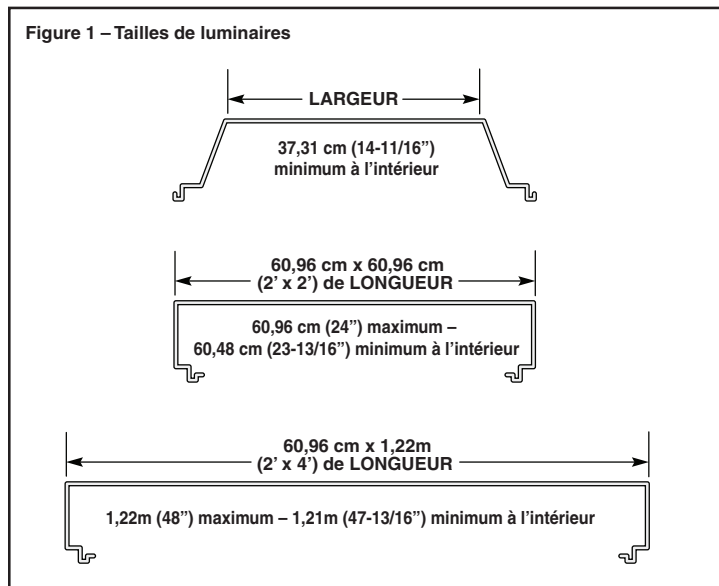 Figure 1 – Tailles de luminaires
LARGEUR
37,31 cm (14-11/16”)
minimum à l’intérieur
60,96 cm x 60,96 cm
(2’ x 2’) de LONGUEUR
60,96 cm (24”) maximum –
60,48 cm (23-13/16”) minimum à l’intérieur
60,96 cm x 1,22m
(2’ x 4’) de LONGUEUR
1,22m (48”) maximum – 1,21m (47-13/16”) minimum à l’intérieur